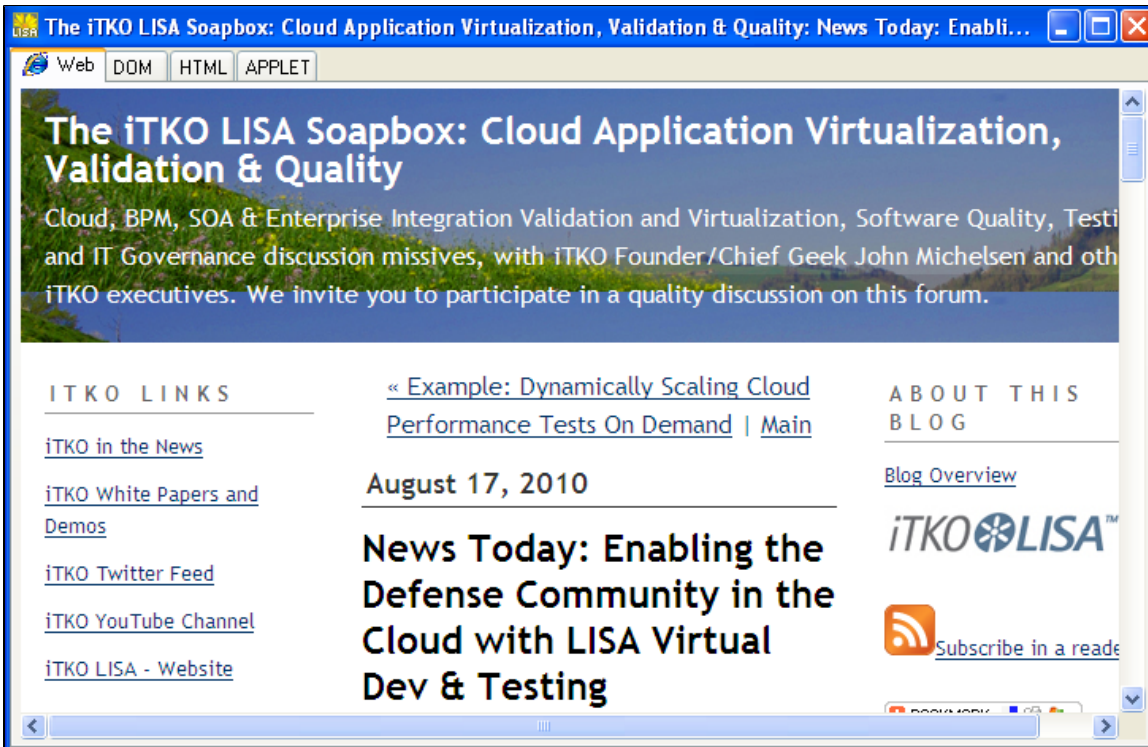 The iTKO LISA Soapbox: Cloud Application Virtualization, Validation & Quality: News Today: Enabli...
Web DOM HTML APPLET
The iTKO LISA Soapbox: Cloud Application Virtualization,
Validation & Quality
Cloud, BPM, SOA & Enterprise Integration Validation and Virtualization, Software Quality, Testi
and IT Governance discussion missives, with iTKO Founder/Chief Geek John Michelsen and oth
iTKO executives. We invite you to participate in a quality discussion on this forum.
ITKO LINKS
iTKO in the News
iTKO White Papers and
Demos
iTKO Twitter Feed
iTKO YouTube Channel
iTKO LISA - Website
« Example: Dynamically Scaling Cloud
Performance Tests On Demand | Main
August 17, 2010
News Today: Enabling the
Defense Community in the
Cloud with LISA Virtual
Dev & Testing
ABOUT THIS
BLOG
Blog Overview
iTKO LISA™
Subscribe in a reade